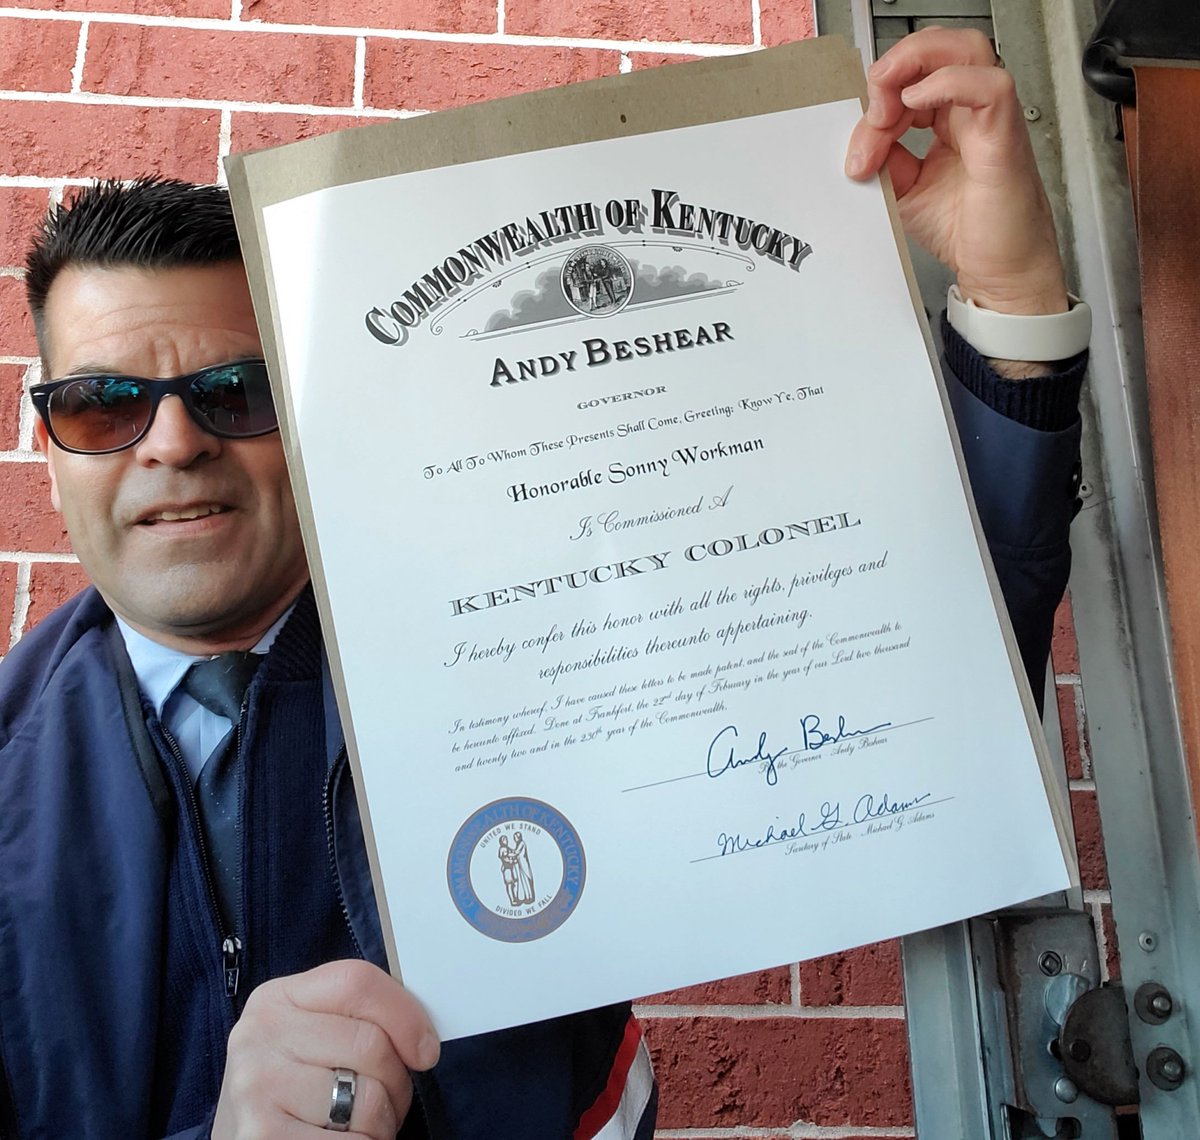 COMMONWEALTH OF KENTUCKY
ANDY BESHEAR
GOVERNOR
To All To Whom These Presents Shall Come, Greeting: Know Ye, That
Honorable Sonny Workman
Is Commissioned A
KENTUCKY COLONEL
I hereby confer this honor with all the rights, privileges and
responsibilities thereunto appertaining.
In testimony whereof, I have caused these letters to be made patent, and the seal of the Commonwealth to
be hereunto affixed. Done at Frankfort, the 22nd day of February in the year of our Lord two thousand
and twenty two and in the 230th year of the Commonwealth.
Andy Beshear
By the Governor - Andy Beshear
Michael G. Adams
Secretary of State - Michael G. Adams
COMMONWEALTH OF KENTUCKY
UNITED WE STAND
DIVIDED WE FALL